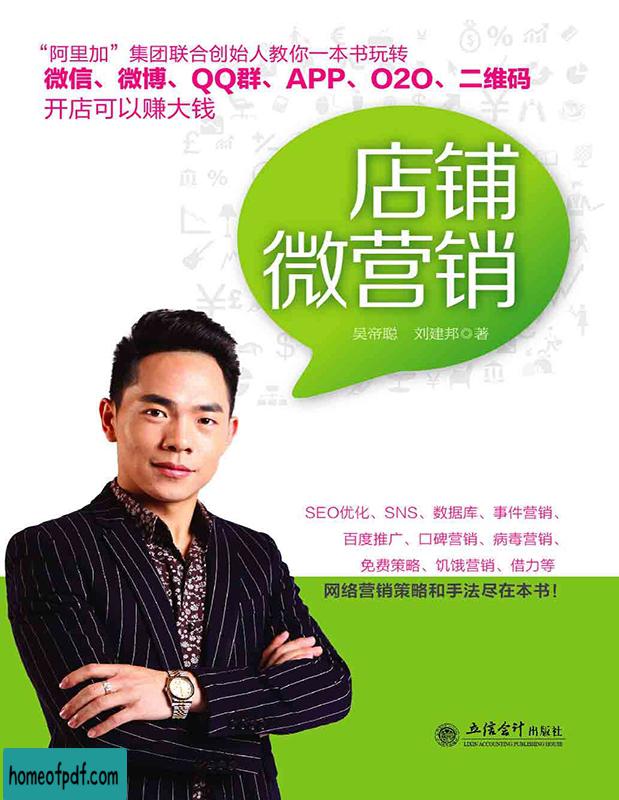 “阿里加”集团联合创始人教你一本书玩转
微信、微博、QQ群、APP、O2O、二维码
开店可以赚大钱
店铺
微营销
吴帝聪 刘建邦◎著
SEO优化、SNS、数据库、事件营销、
百度推广、口碑营销、病毒营销、
免费策略、饥饿营销、借力等
网络营销策略和手法尽在本书！
立信会计出版社
LIXIN ACCOUNTING PUBLISHING HOUSE
homeofpdf.com